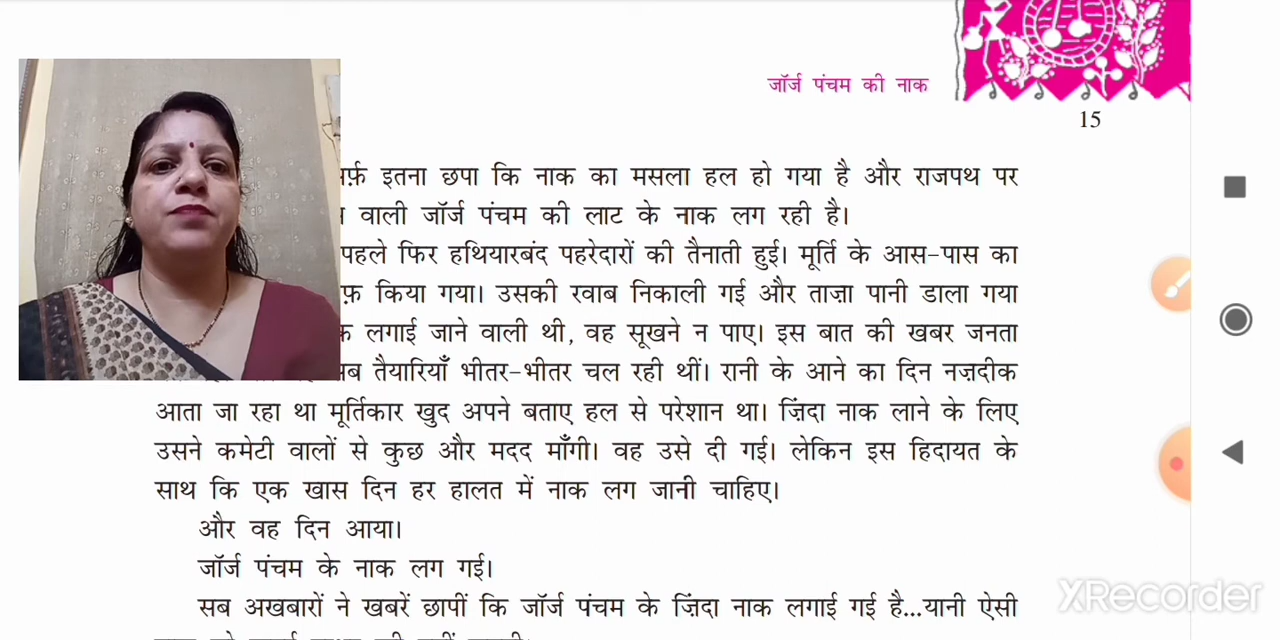 जॉर्ज पंचम की नाक
15
इतना छपा कि नाक का मसला हल हो गया है और राजपथ पर
वाली जॉर्ज पंचम की लाट के नाक लग रही है।
पहले फिर हथियारबंद पहरेदारों की तैनाती हुई। मूर्ति के आस-पास का
किया गया। उसकी रवाब निकाली गई और ताज़ा पानी डाला गया
लगाई जाने वाली थी, वह सूखने न पाए। इस बात की खबर जनता
तैयारियाँ भीतर-भीतर चल रही थीं। रानी के आने का दिन नज़दीक
आता जा रहा था मूर्तिकार खुद अपने बताए हल से परेशान था। ज़िंदा नाक लाने के लिए
उसने कमेटी वालों से कुछ और मदद माँगी। वह उसे दी गई। लेकिन इस हिदायत के
साथ कि एक खास दिन हर हालत में नाक लग जानी चाहिए।
और वह दिन आया।
जॉर्ज पंचम के नाक लग गई।
सब अखबारों ने खबरें छापीं कि जॉर्ज पंचम के ज़िंदा नाक लगाई गई है...यानी ऐसी
XRecorder